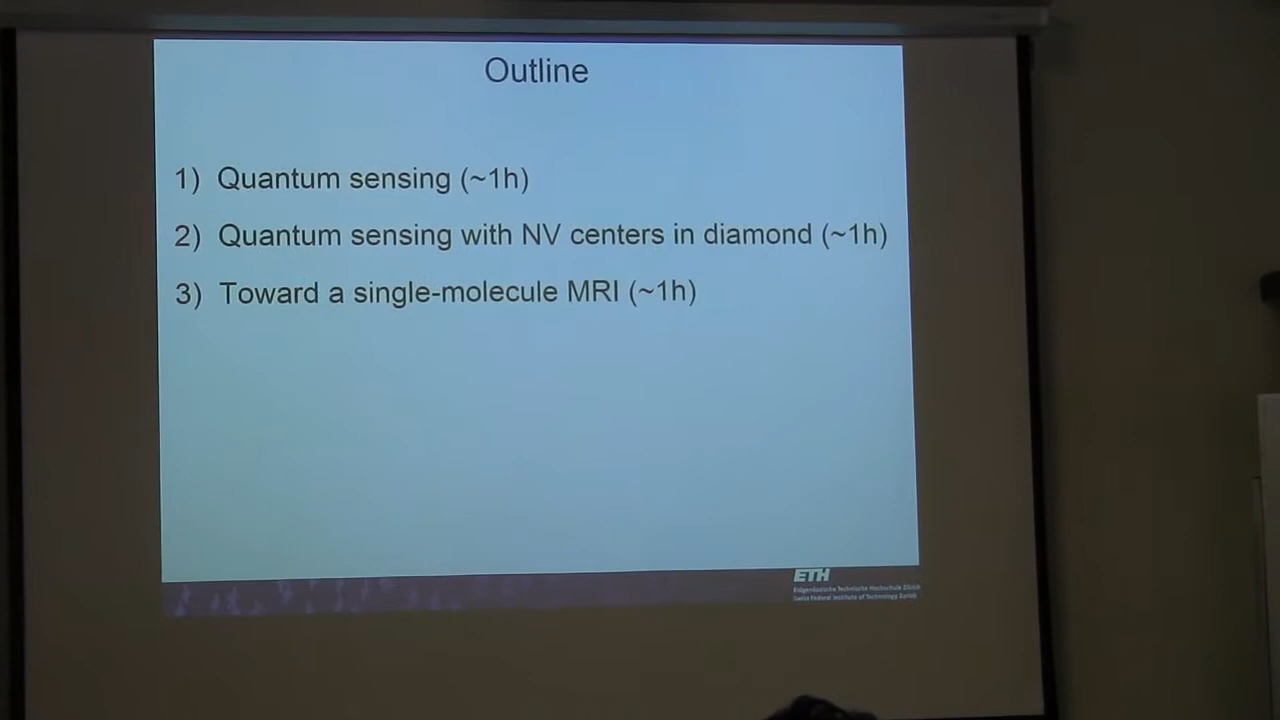 Outline
1) Quantum sensing (~1h)
2) Quantum sensing with NV centers in diamond (~1h)
3) Toward a single-molecule MRI (~1h)
ETH
Eidgenössische Technische Hochschule Zürich
Swiss Federal Institute of Technology Zurich